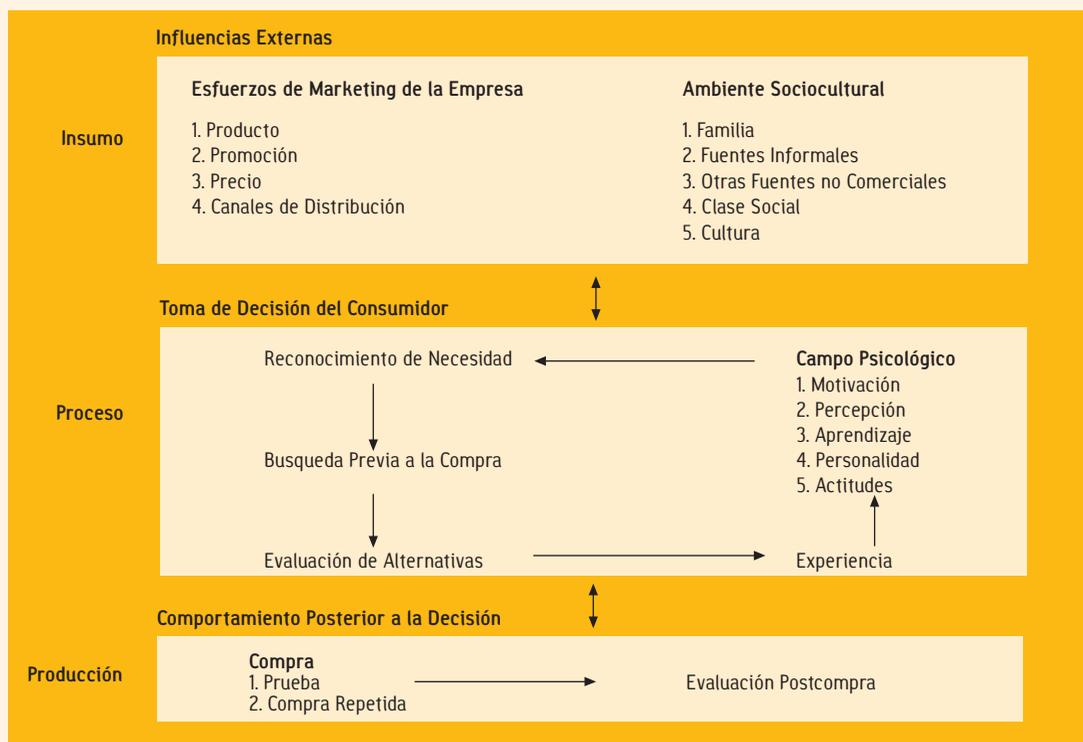 Influencias Externas
Insumo
Esfuerzos de Marketing de la Empresa
1. Producto
2. Promoción
3. Precio
4. Canales de Distribución
Ambiente Sociocultural
1. Familia
2. Fuentes Informales
3. Otras Fuentes no Comerciales
4. Clase Social
5. Cultura
Toma de Decisión del Consumidor
Proceso
Reconocimiento de Necesidad
Busqueda Previa a la Compra
Evaluación de Alternativas
Campo Psicológico
1. Motivación
2. Percepción
3. Aprendizaje
4. Personalidad
5. Actitudes
Experiencia
Comportamiento Posterior a la Decisión
Producción
Compra
1. Prueba
2. Compra Repetida
Evaluación Postcompra